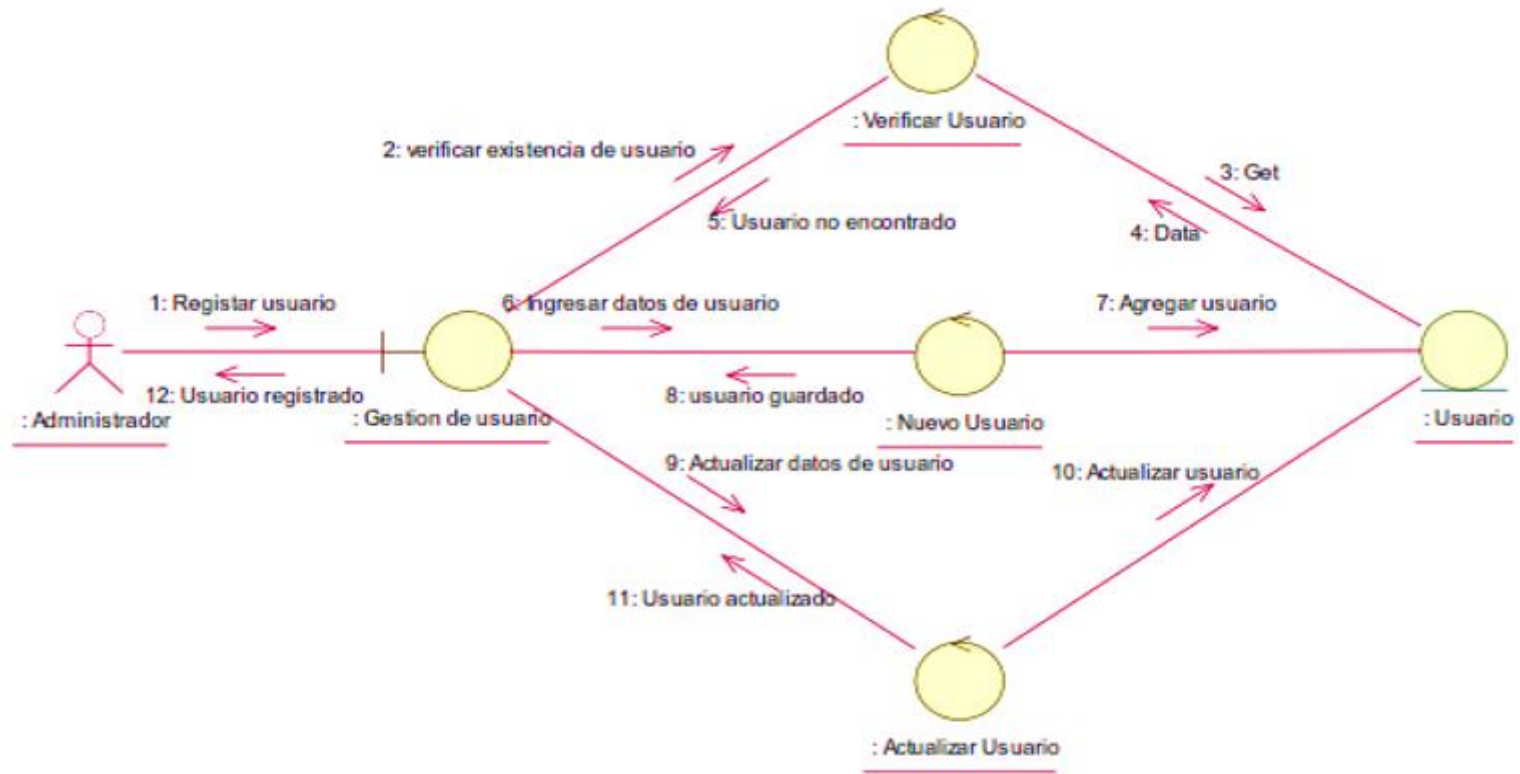 : Verificar Usuario
2: verificar existencia de usuario
3: Get
5: Usuario no encontrado
4: Data
1: Registar usuario
6: Ingresar datos de usuario
7: Agregar usuario
12: Usuario registrado
8: usuario guardado
: Administrador
: Gestion de usuario
: Nuevo Usuario
: Usuario
9: Actualizar datos de usuario
10: Actualizar usuario
11: Usuario actualizado
: Actualizar Usuario